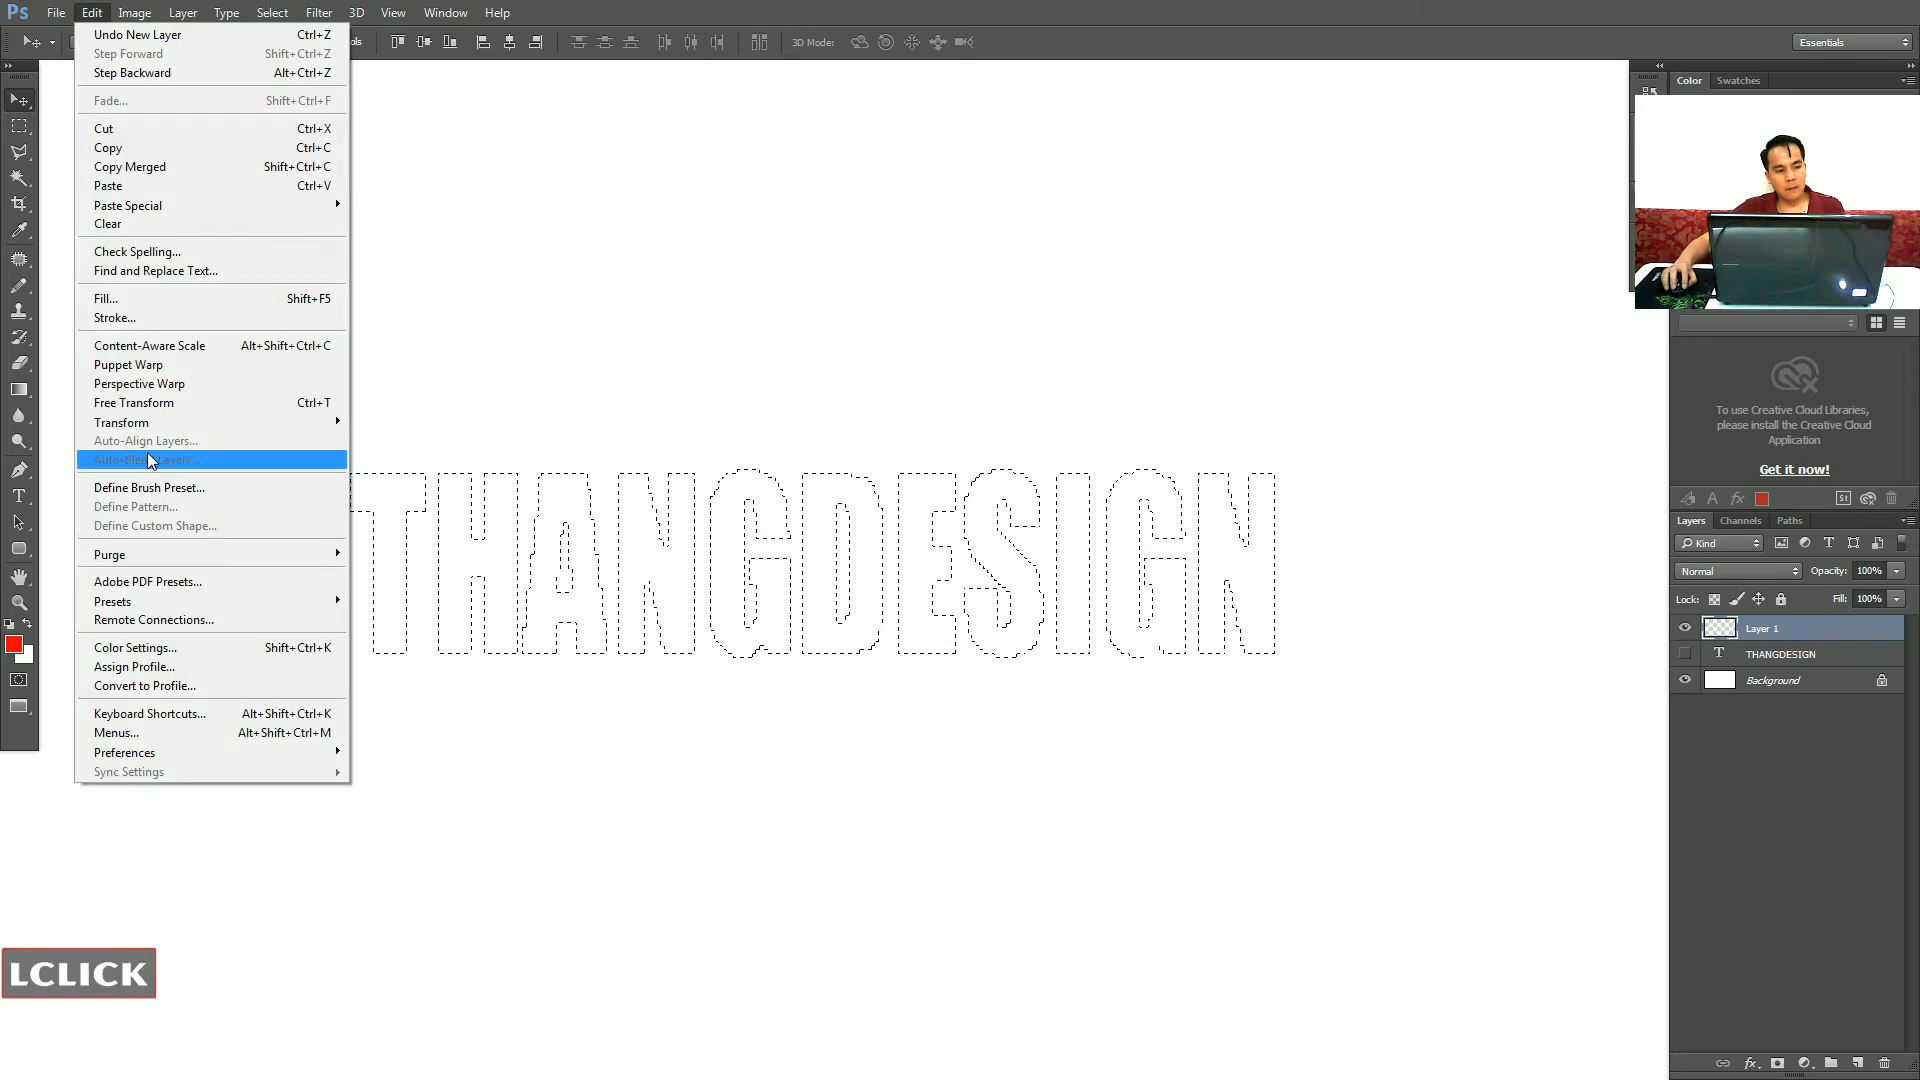 Ps File Edit Image Layer Type Select Filter 3D View Window Help
3D Mode:
Essentials
Undo New Layer Ctrl+Z
Step Forward Shift+Ctrl+Z
Step Backward Alt+Ctrl+Z
Fade... Shift+Ctrl+F
Cut Ctrl+X
Copy Ctrl+C
Copy Merged Shift+Ctrl+C
Paste Ctrl+V
Paste Special
Clear
Check Spelling...
Find and Replace Text...
Fill... Shift+F5
Stroke...
Content-Aware Scale Alt+Shift+Ctrl+C
Puppet Warp
Perspective Warp
Free Transform Ctrl+T
Transform
Auto-Align Layers...
Auto-Blend Layers...
Define Brush Preset...
Define Pattern...
Define Custom Shape...
Purge
Adobe PDF Presets...
Presets
Remote Connections...
Color Settings... Shift+Ctrl+K
Assign Profile...
Convert to Profile...
Keyboard Shortcuts... Alt+Shift+Ctrl+K
Menus... Alt+Shift+Ctrl+M
Preferences
Sync Settings
THANGDESIGN
LCLICK
Color Swatches
To use Creative Cloud Libraries,
please install the Creative Cloud
Application
Get it now!
St
Layers Channels Paths
Kind
Normal Opacity: 100%
Lock: Fill: 100%
Layer 1
T THANGDESIGN
Background
fx